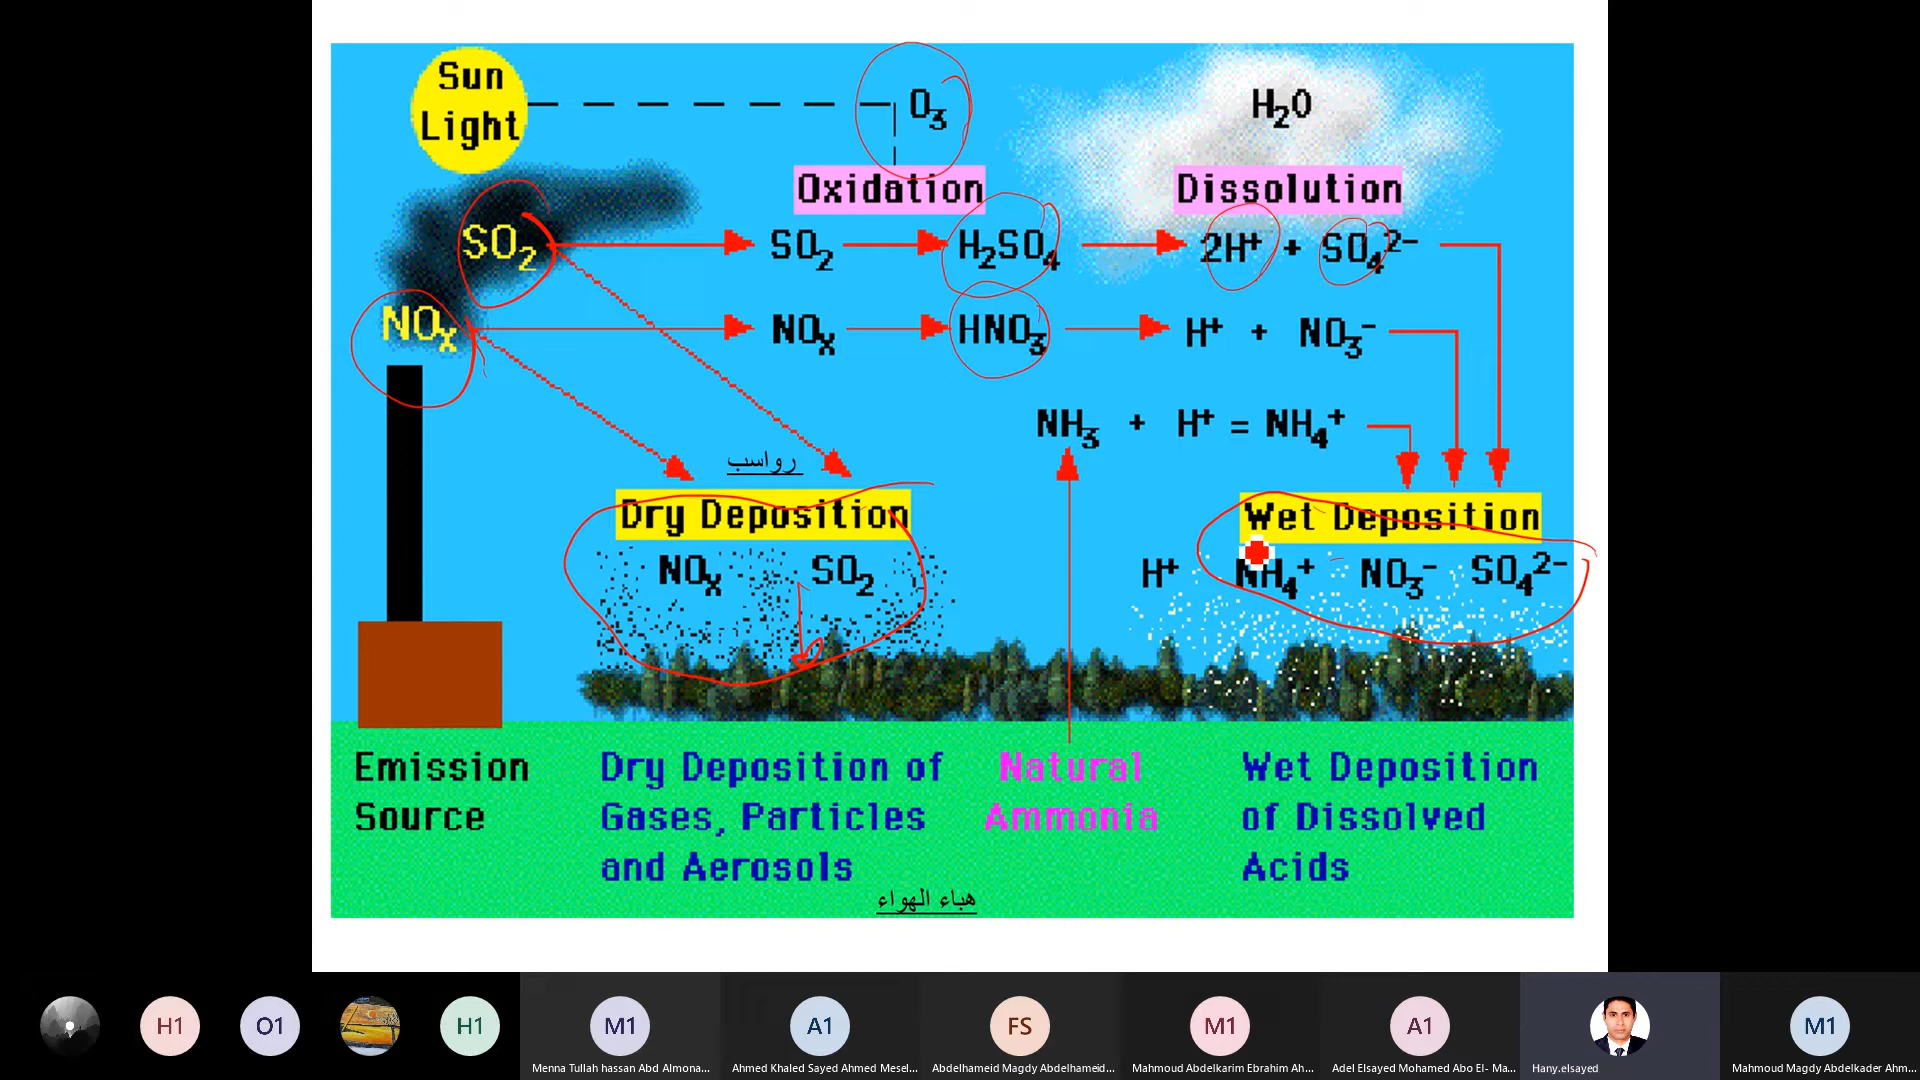 Sun
Light
O3
H2O
Oxidation
Dissolution
SO2
SO2
H2SO4
2H+ + SO4 2-
NOx
NOx
HNO3
H+ + NO3-
NH3 + H+ = NH4+
رواسب
Dry Deposition
Wet Deposition
NOx SO2
H+ NH4+ NO3- SO4 2-
Emission
Source
Dry Deposition of
Gases, Particles
and Aerosols
هباء الهواء
Natural
Ammonia
Wet Deposition
of Dissolved
Acids
H1
O1
H1
M1
A1
FS
M1
A1
M1
Menna Tullah hassan Abd Almona...
Ahmed Khaled Sayed Ahmed Mesel...
Abdelhameid Magdy Abdelhameid...
Mahmoud Abdelkarim Ebrahim Ah...
Adel Elsayed Mohamed Abo El- Ma...
Hany.elsayed
Mahmoud Magdy Abdelkader Ahm...